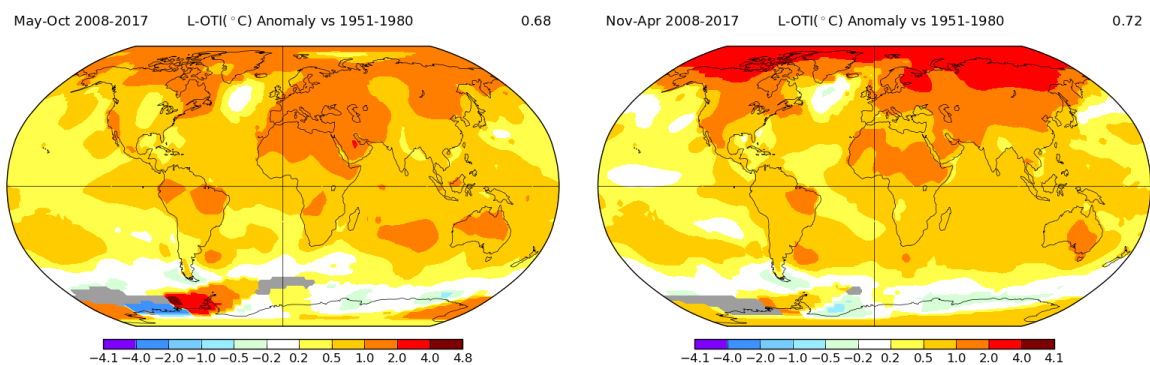 May-Oct 2008-2017 L-OTI(°C) Anomaly vs 1951-1980 0.68
−4.1 −4.0 −2.0 −1.0 −0.5 −0.2 0.2 0.5 1.0 2.0 4.0 4.8
Nov-Apr 2008-2017 L-OTI(°C) Anomaly vs 1951-1980 0.72
−4.1 −4.0 −2.0 −1.0 −0.5 −0.2 0.2 0.5 1.0 2.0 4.0 4.1